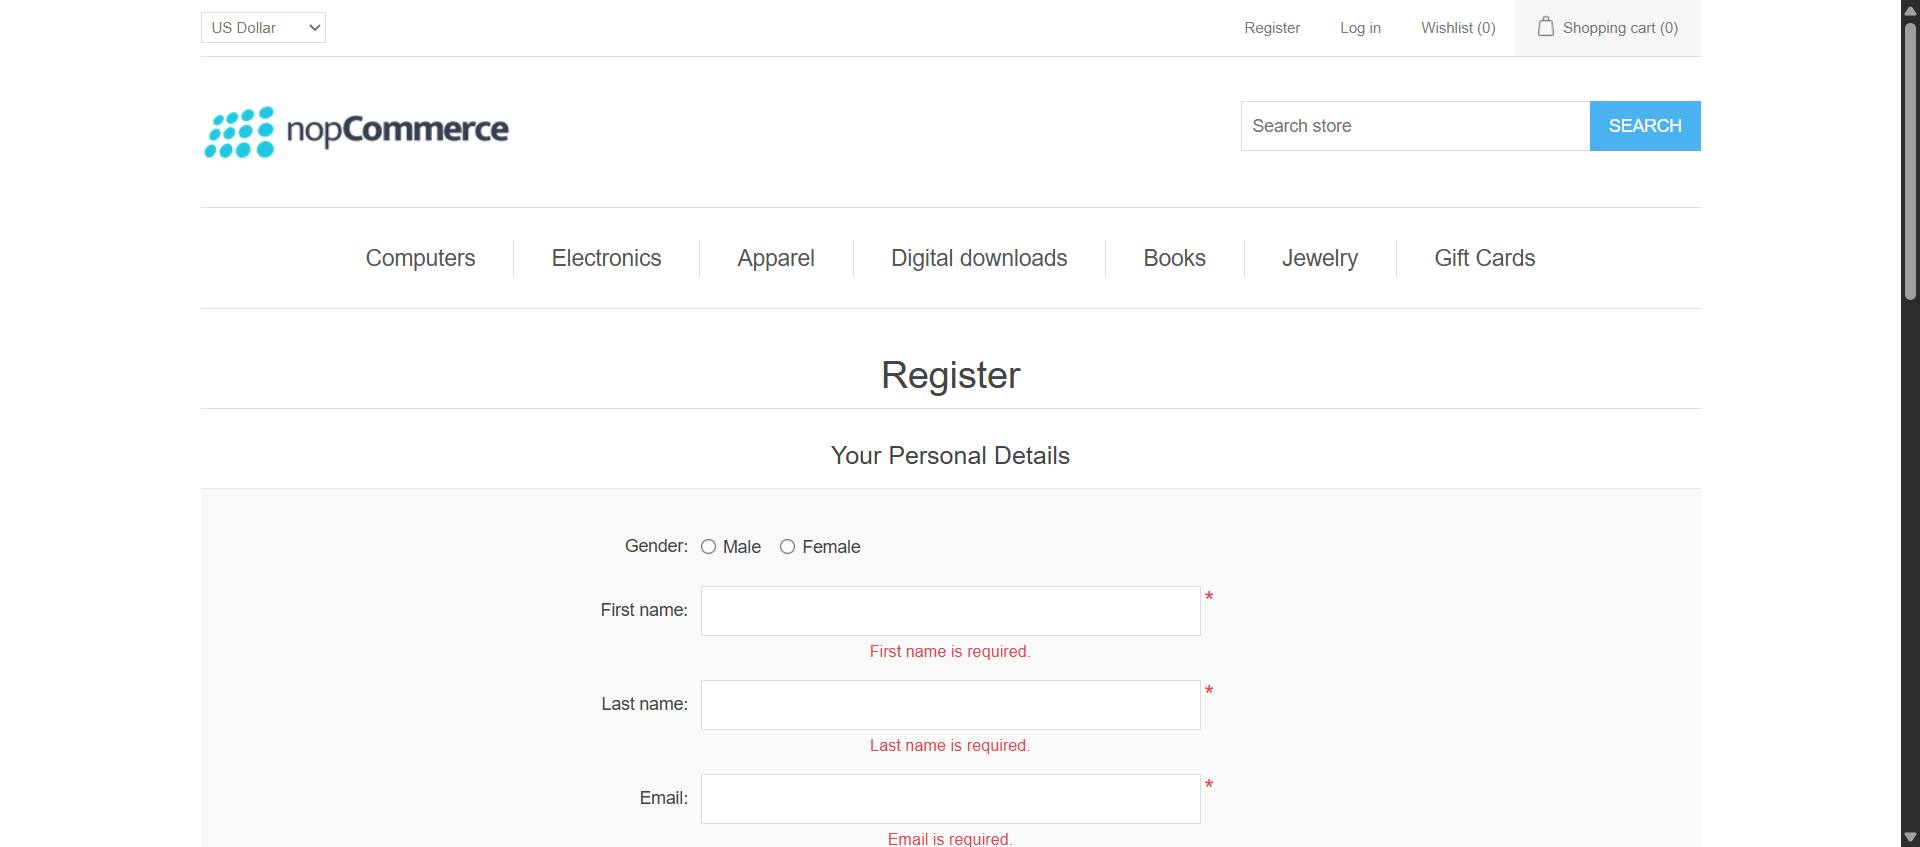 US Dollar
Register
Log in
Wishlist (0)
Shopping cart (0)
nopCommerce
Search store
SEARCH
Computers
Electronics
Apparel
Digital downloads
Books
Jewelry
Gift Cards
Register
Your Personal Details
Gender: Male Female
First name: *
First name is required.
Last name: *
Last name is required.
Email: *
Email is required.